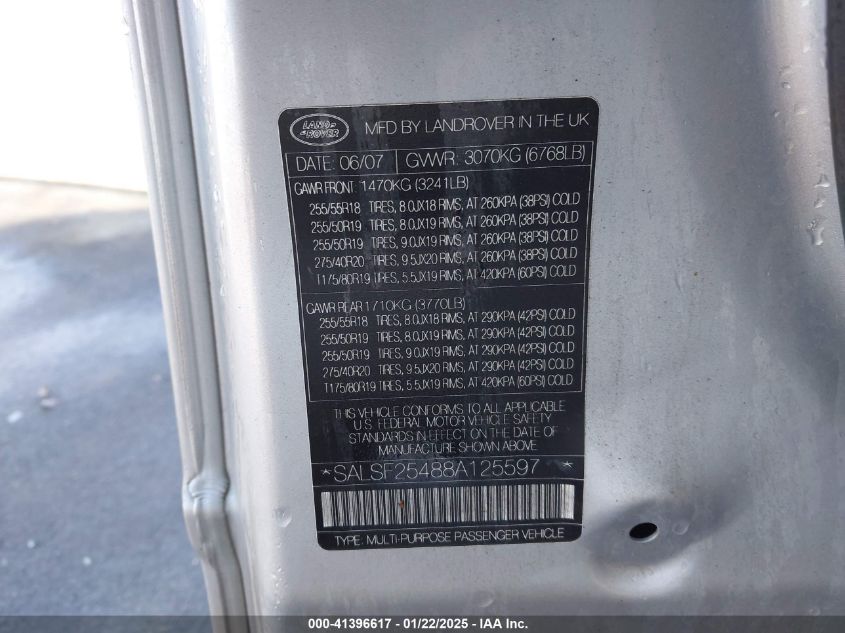 LAND-
-ROVER
MFD BY LANDROVER IN THE UK
DATE: 06/07 GVWR: 3070KG (6768LB)
GAWR FRONT: 1470KG (3241LB)
255/55R18 TIRES, 8.0JX18 RIMS, AT 260KPA (38PSI) COLD
255/50R19 TIRES, 8.0JX19 RIMS, AT 260KPA (38PSI) COLD
255/50R19 TIRES, 9.0JX19 RIMS, AT 260KPA (38PSI) COLD
275/40R20 TIRES, 9.5JX20 RIMS, AT 260KPA (38PSI) COLD
T175/80R19 TIRES, 5.5JX19 RIMS, AT 420KPA (60PSI) COLD
GAWR REAR 1710KG (3770LB)
255/55R18 TIRES, 8.0JX18 RIMS, AT 290KPA (42PSI) COLD
255/50R19 TIRES, 8.0JX19 RIMS, AT 290KPA (42PSI) COLD
255/50R19 TIRES, 9.0JX19 RIMS, AT 290KPA (42PSI) COLD
275/40R20 TIRES, 9.5JX20 RIMS, AT 290KPA (42PSI) COLD
T175/80R19 TIRES, 5.5JX19 RIMS, AT 420KPA (60PSI) COLD
THIS VEHICLE CONFORMS TO ALL APPLICABLE
U.S. FEDERAL MOTOR VEHICLE SAFETY
STANDARDS IN EFFECT ON THE DATE OF
MANUFACTURE SHOWN ABOVE
*SALSF25488A125597 *
TYPE: MULTI-PURPOSE PASSENGER VEHICLE
000-41396617 - 01/22/2025 - IAAI.COM